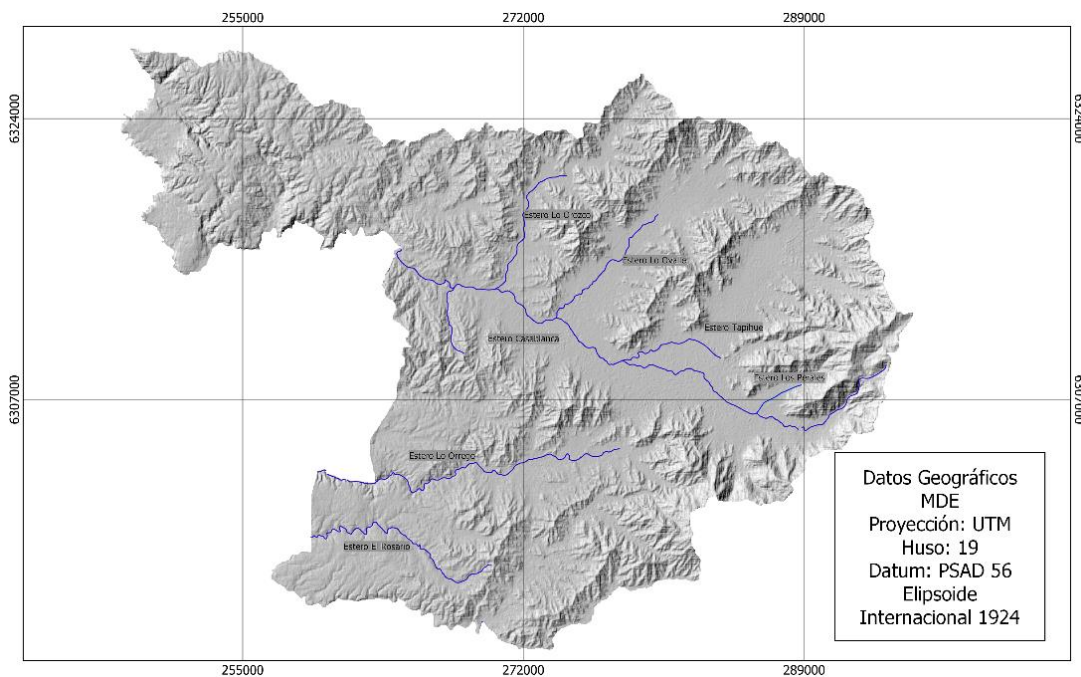 255000
272000
289000
6324000
6324000
Estero Lo Orozco
Estero Lo Ovalle
Estero Tapihue
Estero Casablanca
Estero Los Perales
6307000
6307000
Estero Lo Orrego
Estero El Rosario
Datos Geográficos
MDE
Proyección: UTM
Huso: 19
Datum: PSAD 56
Elipsoide
Internacional 1924
255000
272000
289000